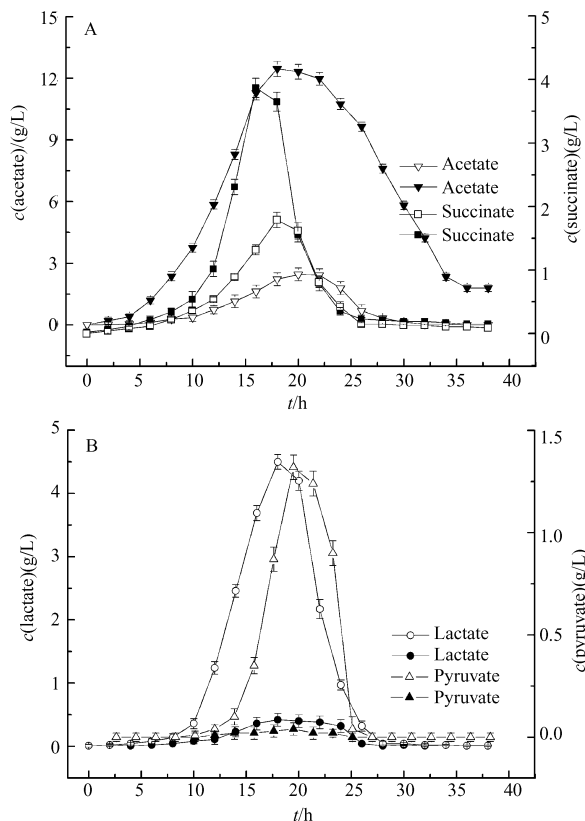 A
15
12
9
6
3
0
c(acetate)/(g/L)
5
4
3
2
1
0
c(succinate)(g/L)
Acetate
Acetate
Succinate
Succinate
0 5 10 15 20 25 30 35 40
t/h
B
5
4
3
2
1
0
c(lactate)(g/L)
1.5
1.0
0.5
0.0
c(pyruvate)(g/L)
Lactate
Lactate
Pyruvate
Pyruvate
0 5 10 15 20 25 30 35 40
t/h